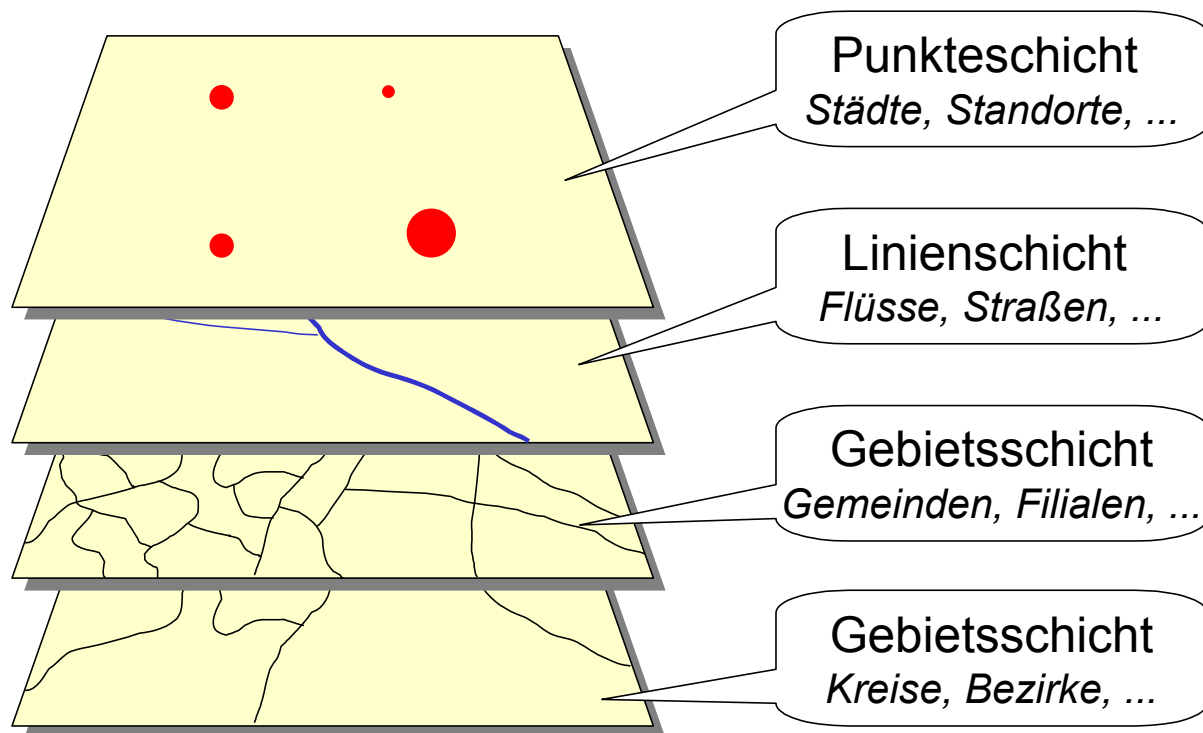 Punkteschicht
Städte, Standorte, ...
Linienschicht
Flüsse, Straßen, ...
Gebietsschicht
Gemeinden, Filialen, ...
Gebietsschicht
Kreise, Bezirke, ...